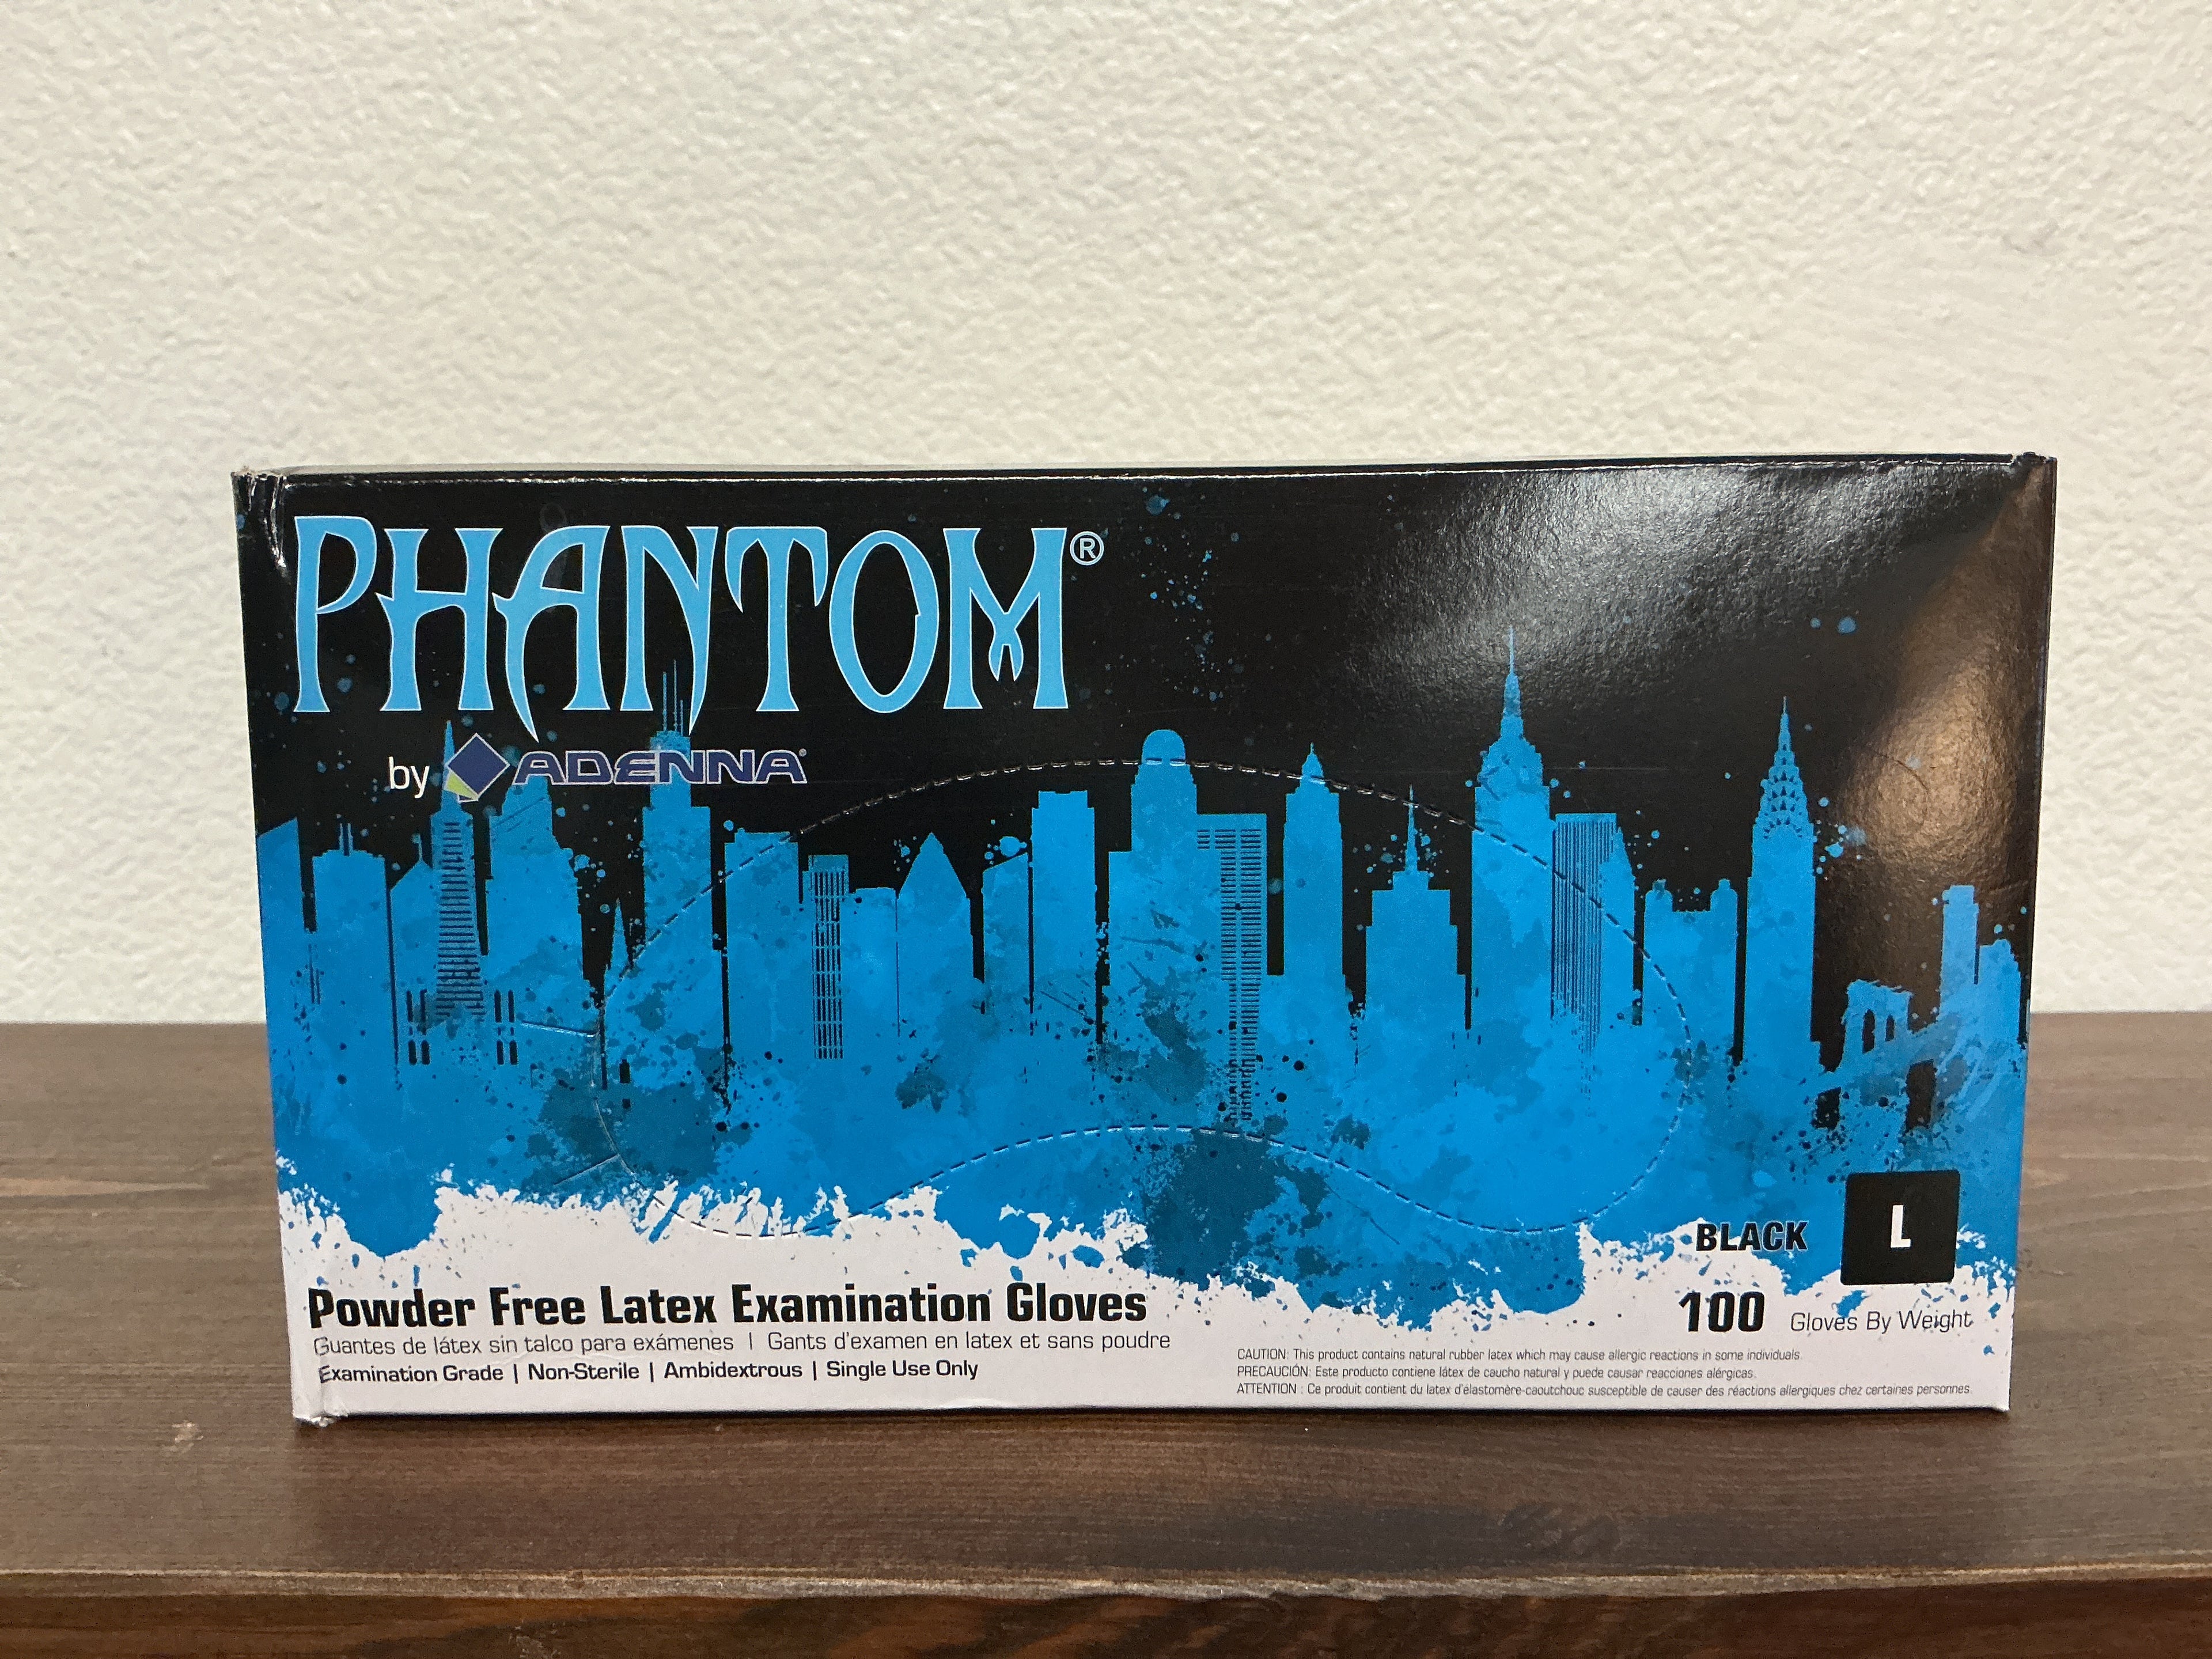 PHANTOM®
by ADENNA®
BLACK L
100 Gloves By Weight
Powder Free Latex Examination Gloves
Guantes de látex sin talco para exámenes | Gants d'examen en latex et sans poudre
Examination Grade | Non-Sterile | Ambidextrous | Single Use Only
CAUTION: This product contains natural rubber latex which may cause allergic reactions in some individuals.
PRECAUCIÓN: Este producto contiene látex de caucho natural y puede causar reacciones alérgicas.
ATTENTION : Ce produit contient du latex d'élastomère-caoutchouc susceptible de causer des réactions allergiques chez certaines personnes.